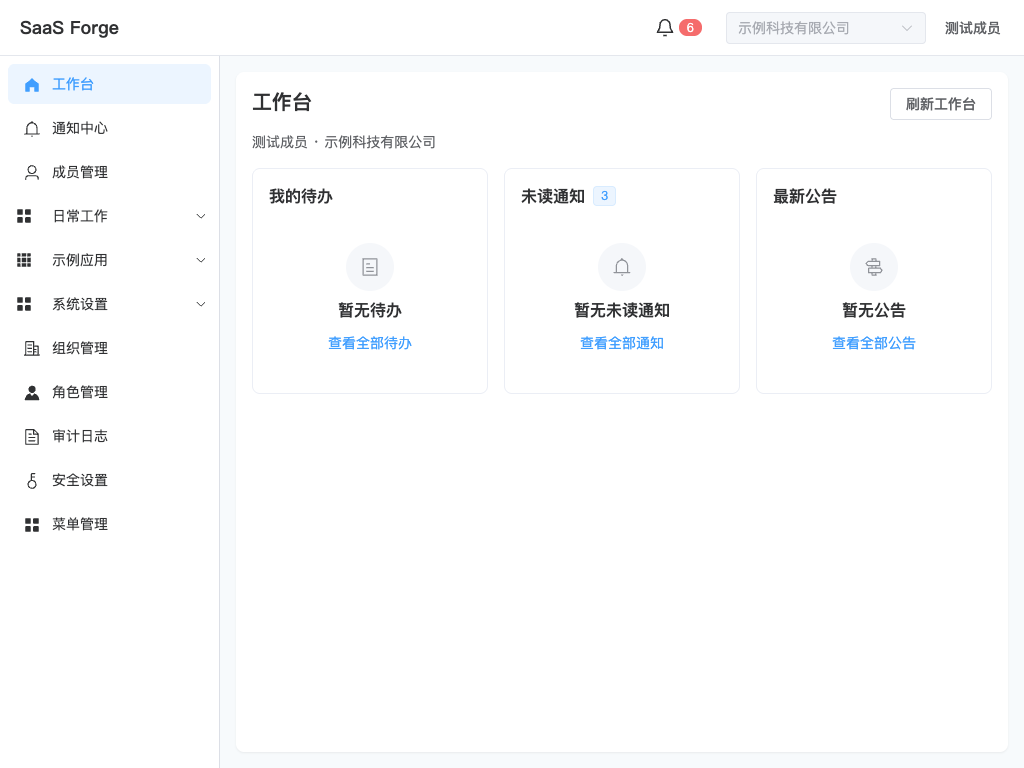 SaaS Forge
6
示例科技有限公司
测试成员
工作台
通知中心
成员管理
日常工作
示例应用
系统设置
组织管理
角色管理
审计日志
安全设置
菜单管理
工作台
刷新工作台
测试成员 · 示例科技有限公司
我的待办
暂无待办
查看全部待办
未读通知 3
暂无未读通知
查看全部通知
最新公告
暂无公告
查看全部公告